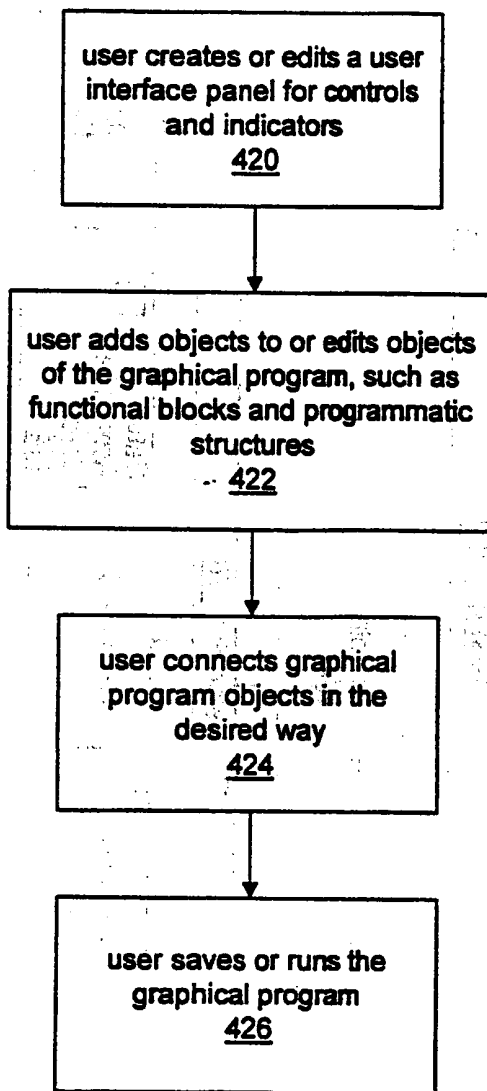 user creates or edits a user
interface panel for controls
and indicators
420
user adds objects to or edits objects
of the graphical program, such as
functional blocks and programmatic
structures
422
user connects graphical
program objects in the
desired way
424
user saves or runs the
graphical program
426